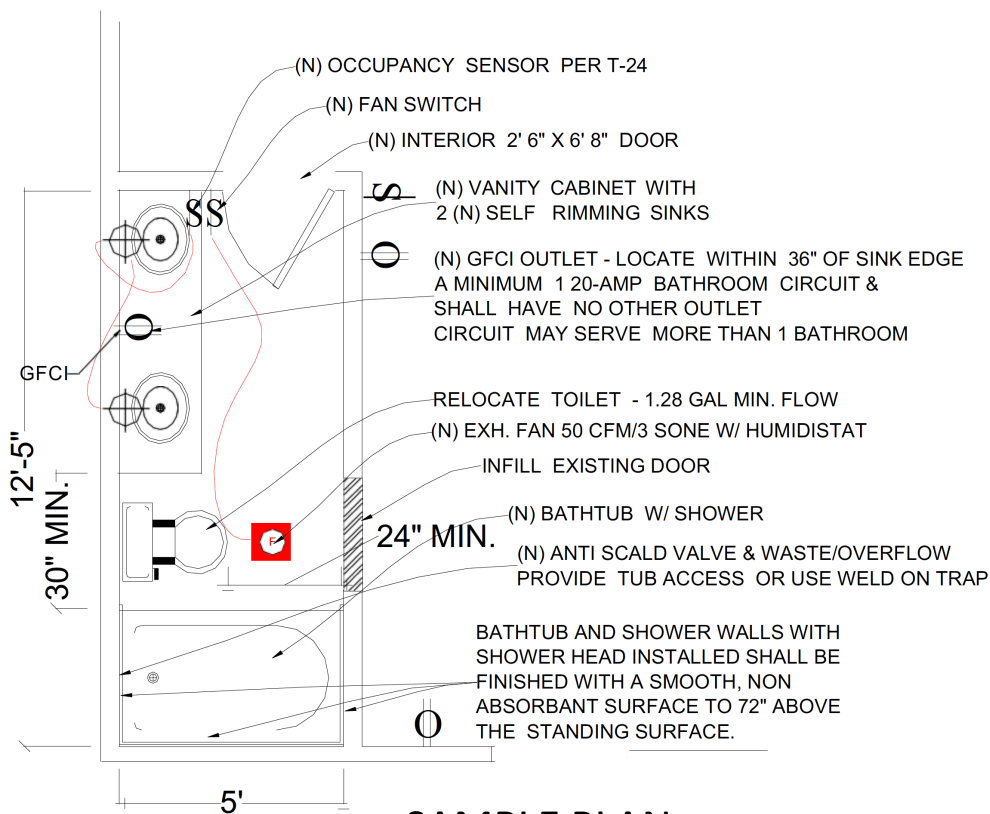 (N) OCCUPANCY SENSOR PER T-24
(N) FAN SWITCH
(N) INTERIOR 2' 6" X 6' 8" DOOR
S
(N) VANITY CABINET WITH
2 (N) SELF RIMMING SINKS
SS
O
(N) GFCI OUTLET - LOCATE WITHIN 36" OF SINK EDGE
A MINIMUM 1 20-AMP BATHROOM CIRCUIT &
SHALL HAVE NO OTHER OUTLET
CIRCUIT MAY SERVE MORE THAN 1 BATHROOM
O
GFCI
RELOCATE TOILET - 1.28 GAL MIN. FLOW
(N) EXH. FAN 50 CFM/3 SONE W/ HUMIDISTAT
INFILL EXISTING DOOR
12'-5"
(N) BATHTUB W/ SHOWER
30" MIN.
F
24" MIN.
(N) ANTI SCALD VALVE & WASTE/OVERFLOW
PROVIDE TUB ACCESS OR USE WELD ON TRAP
BATHTUB AND SHOWER WALLS WITH
SHOWER HEAD INSTALLED SHALL BE
FINISHED WITH A SMOOTH, NON
ABSORBANT SURFACE TO 72" ABOVE
THE STANDING SURFACE.
O
5'
SAMPLE PLAN